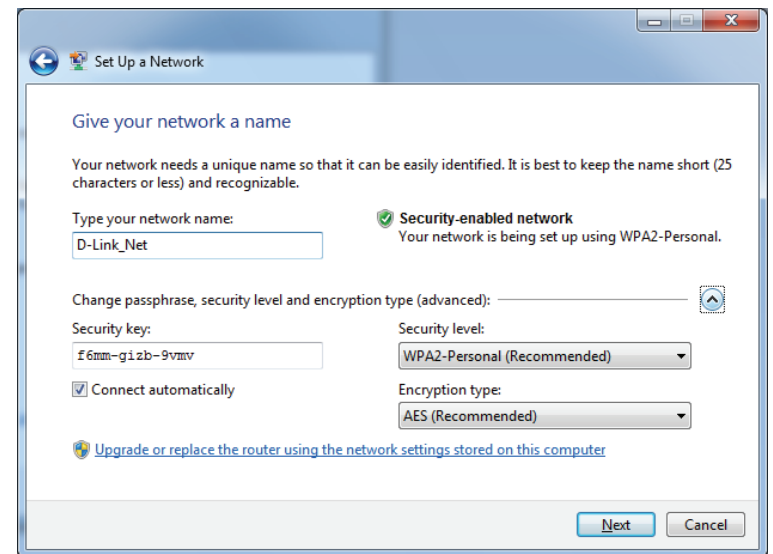 Set Up a Network
Give your network a name
Your network needs a unique name so that it can be easily identified. It is best to keep the name short (25
characters or less) and recognizable.
Type your network name:
D-Link_Net
Security-enabled network
Your network is being set up using WPA2-Personal.
Change passphrase, security level and encryption type (advanced):
Security key:
f6mm-gizb-9vmv
Security level:
WPA2-Personal (Recommended)
Connect automatically
Encryption type:
AES (Recommended)
Upgrade or replace the router using the network settings stored on this computer
Next
Cancel